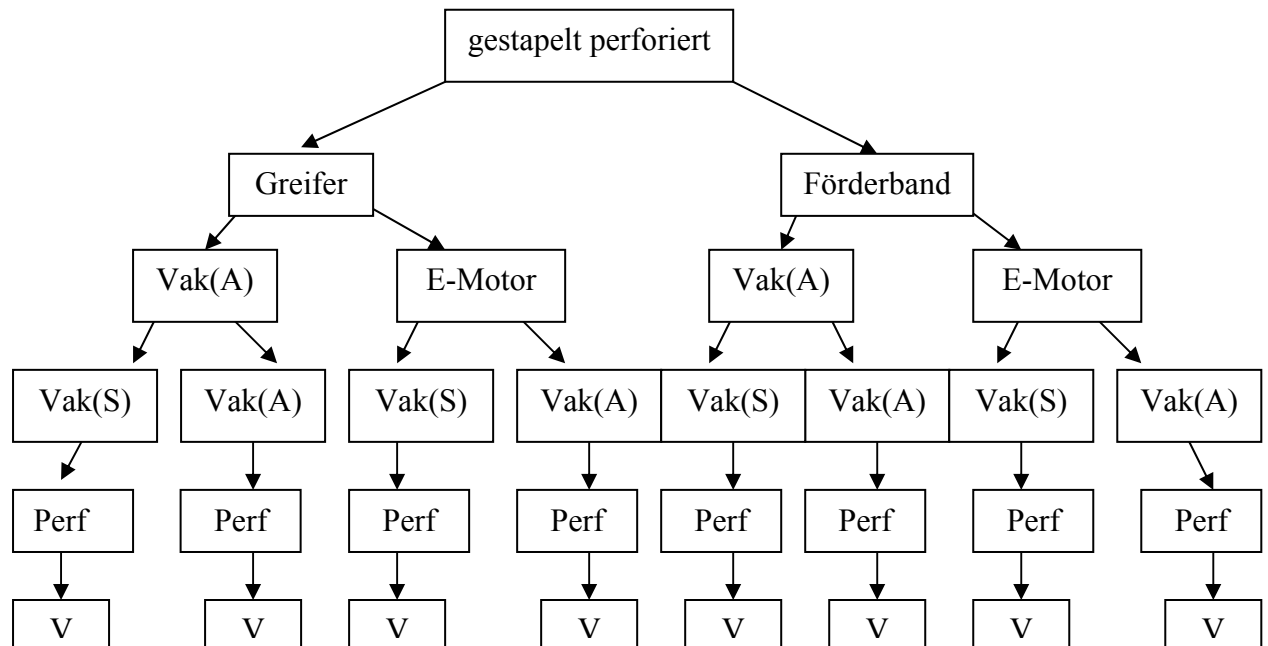 gestapelt perforiert
Greifer
Förderband
Vak(A)
E-Motor
Vak(A)
E-Motor
Vak(S)
Vak(A)
Vak(S)
Vak(A)
Vak(S)
Vak(A)
Vak(S)
Vak(A)
Perf
Perf
Perf
Perf
Perf
Perf
Perf
Perf
V
V
V
V
V
V
V
V